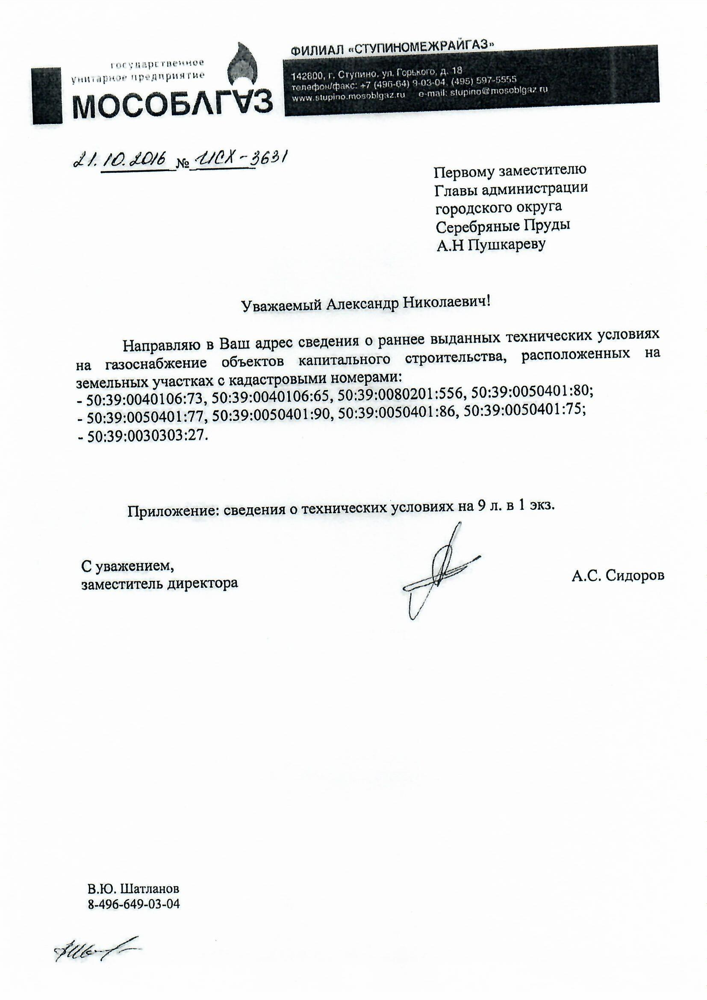 государственное
унитарное предприятие
МОСОБЛГАЗ
ФИЛИАЛ «СТУПИНОМЕЖРАЙГАЗ»
142800, г. Ступино, ул. Горького, д. 18
телефон/факс: +7 (496-64) 9-03-04, (495) 597-5555
www.stupino.mosoblgaz.ru e-mail: stupino@mosoblgaz.ru
21.10.2016 № ИСХ-3631
Первому заместителю
Главы администрации
городского округа
Серебряные Пруды
А.Н Пушкареву
Уважаемый Александр Николаевич!
Направляю в Ваш адрес сведения о раннее выданных технических условиях
на газоснабжение объектов капитального строительства, расположенных на
земельных участках с кадастровыми номерами:
- 50:39:0040106:73, 50:39:0040106:65, 50:39:0080201:556, 50:39:0050401:80;
- 50:39:0050401:77, 50:39:0050401:90, 50:39:0050401:86, 50:39:0050401:75;
- 50:39:0030303:27.
Приложение: сведения о технических условиях на 9 л. в 1 экз.
С уважением,
заместитель директора
А.С. Сидоров
В.Ю. Шатланов
8-496-649-03-04